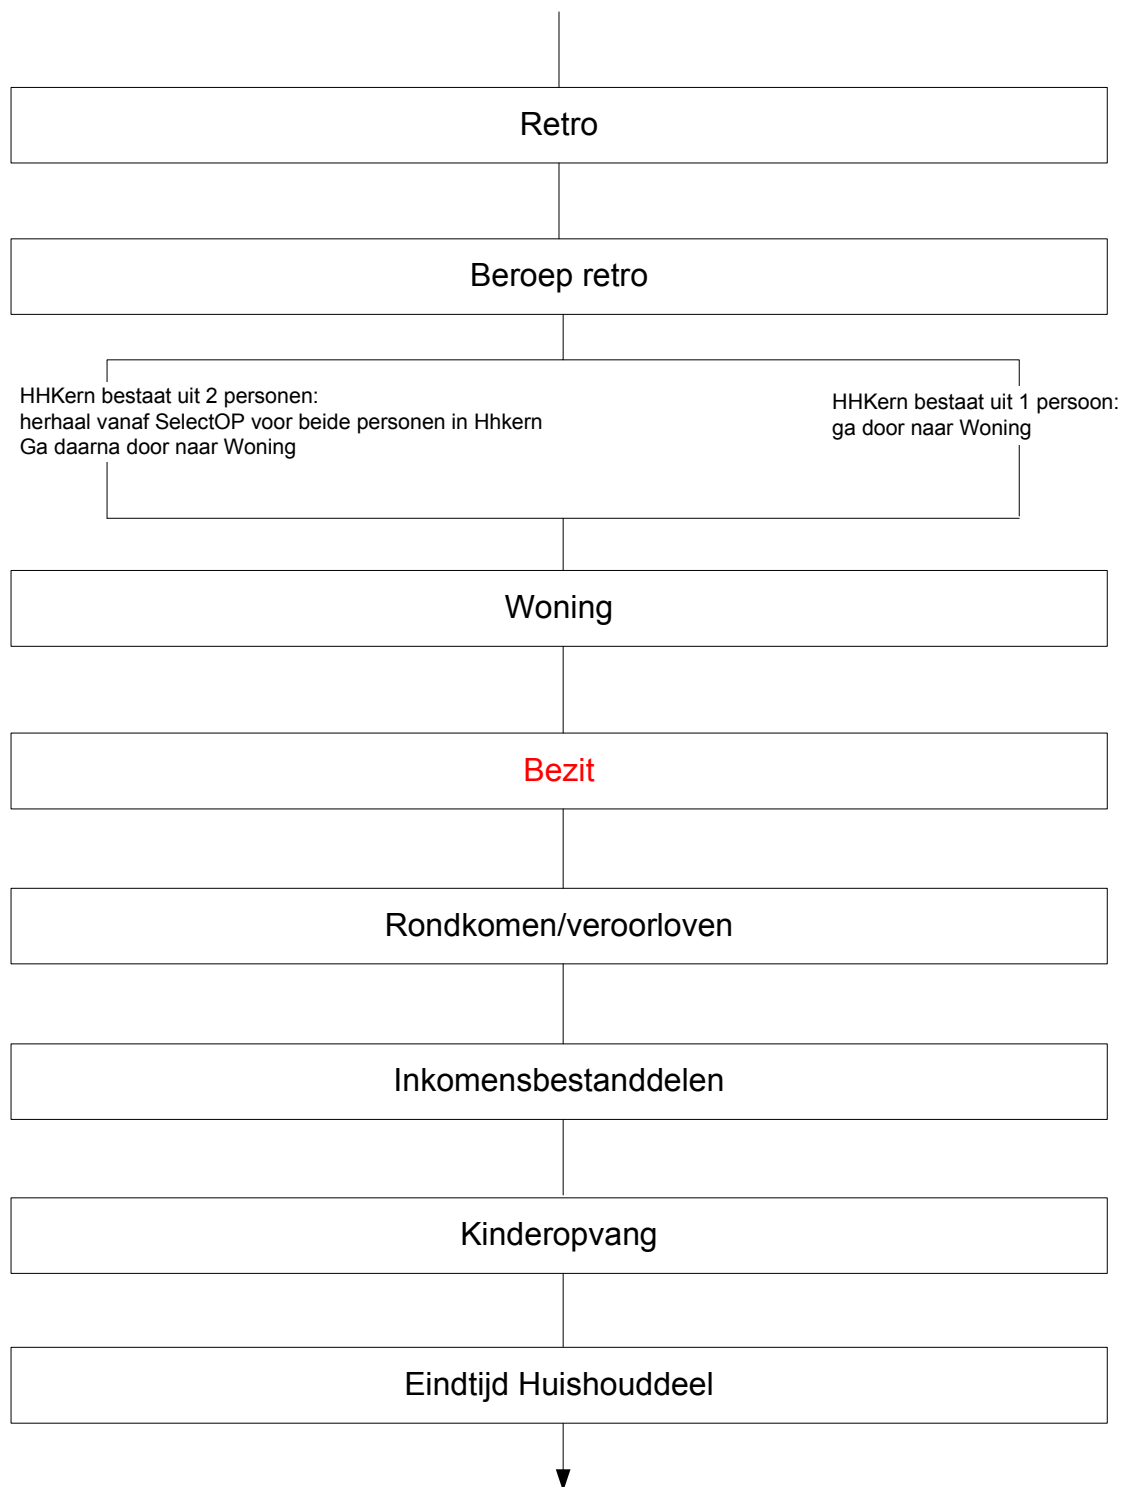 Retro
Beroep retro
HHKern bestaat uit 2 personen:
herhaal vanaf SelectOP voor beide personen in Hhkern
Ga daarna door naar Woning
HHKern bestaat uit 1 persoon:
ga door naar Woning
Woning
Bezit
Rondkomen/veroorloven
Inkomensbestanddelen
Kinderopvang
Eindtijd Huishouddeel